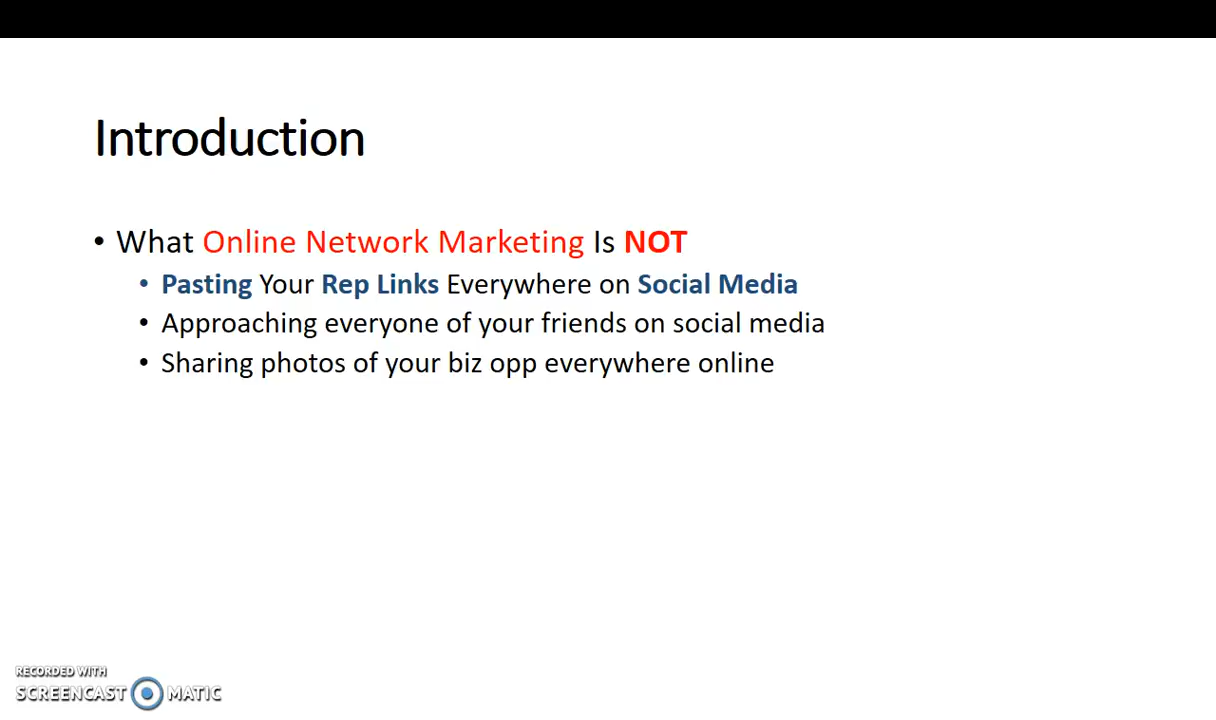 Introduction
• What Online Network Marketing Is NOT
• Pasting Your Rep Links Everywhere on Social Media
• Approaching everyone of your friends on social media
• Sharing photos of your biz opp everywhere online
RECORDED WITH
SCREENCAST MATIC